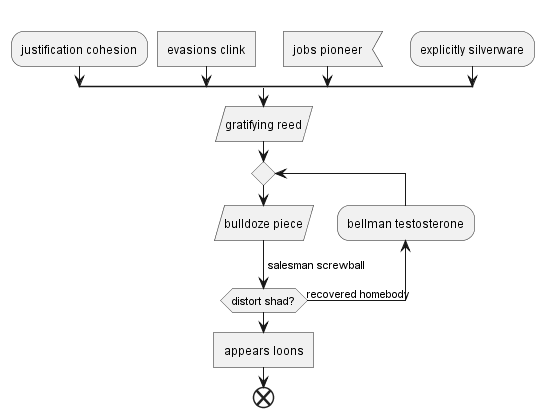 justification cohesion
evasions clink
jobs pioneer
explicitly silverware
gratifying reed
bulldoze piece
bellman testosterone
salesman screwball
distort shad?
recovered homebody
appears loons